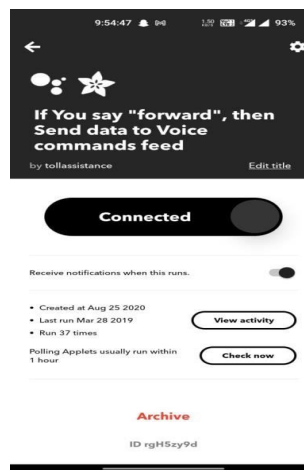 9:54:47 93%
If You say "forward", then
Send data to Voice
commands feed
by tollassistance Edit title
Connected
Receive notifications when this runs.
• Created at Aug 25 2020
• Last run Mar 28 2019
• Run 37 times
View activity
Polling Applets usually run within
1 hour
Check now
Archive
ID rgH5zy9d